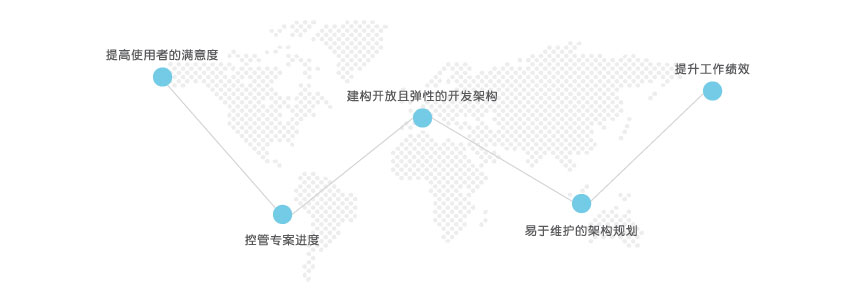 提高使用者的满意度
控管专案进度
建构开放且弹性的开发架构
易于维护的架构规划
提升工作绩效